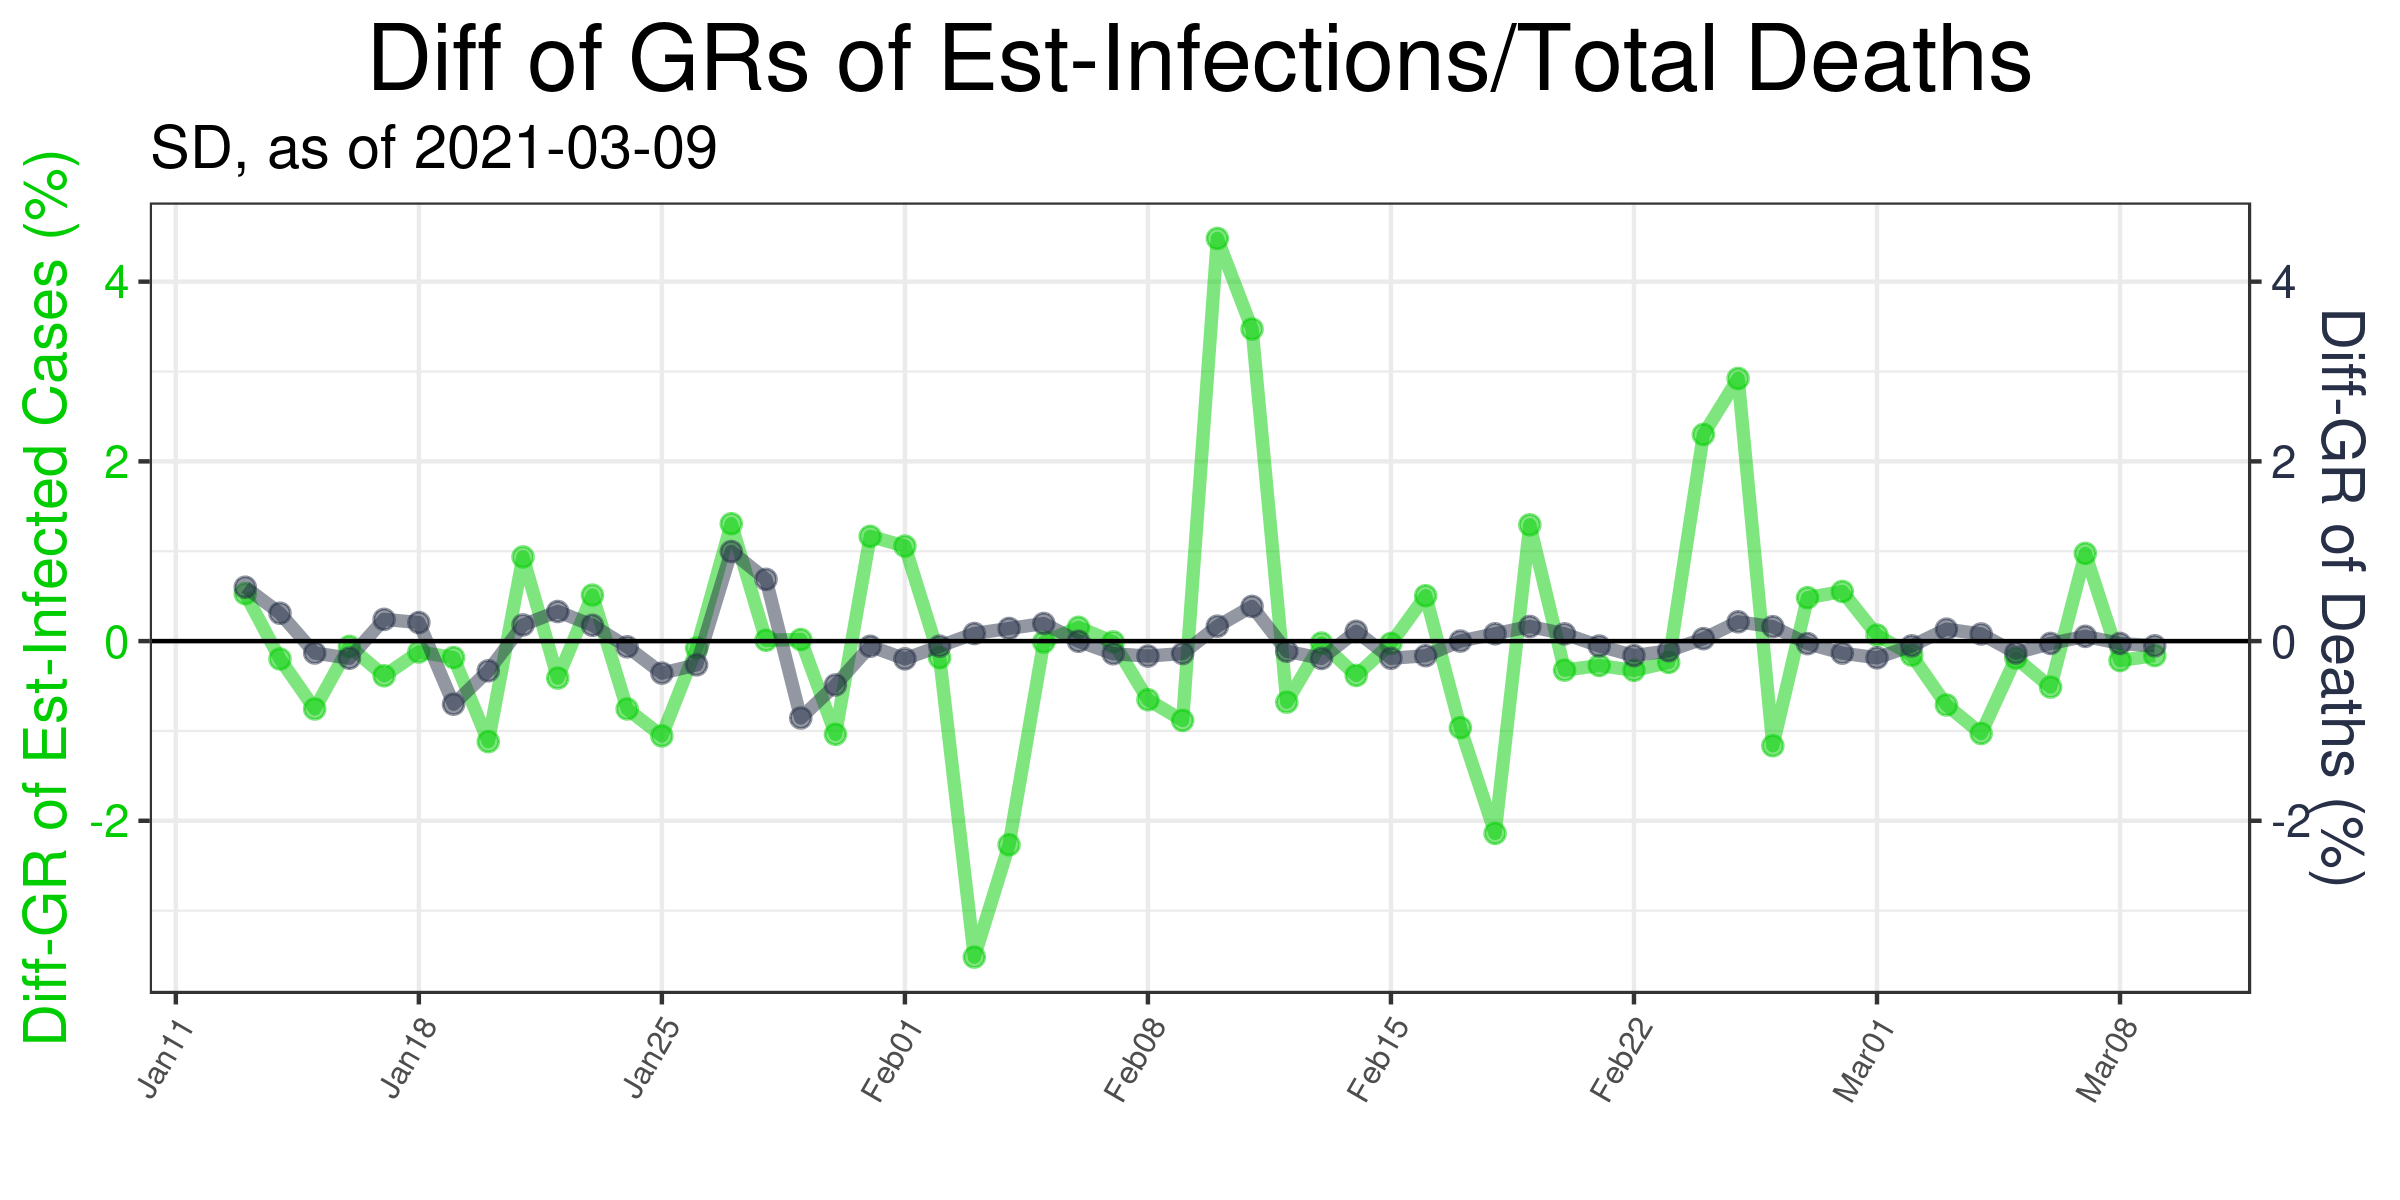 Diff of GRs of Est-Infections/Total Deaths
SD, as of 2021-03-09
Diff-GR of Est-Infected Cases (%)
4
2
0
-2
4
2
0
-2
Diff-GR of Deaths (%)
Jan11
Jan18
Jan25
Feb01
Feb08
Feb15
Feb22
Mar01
Mar08